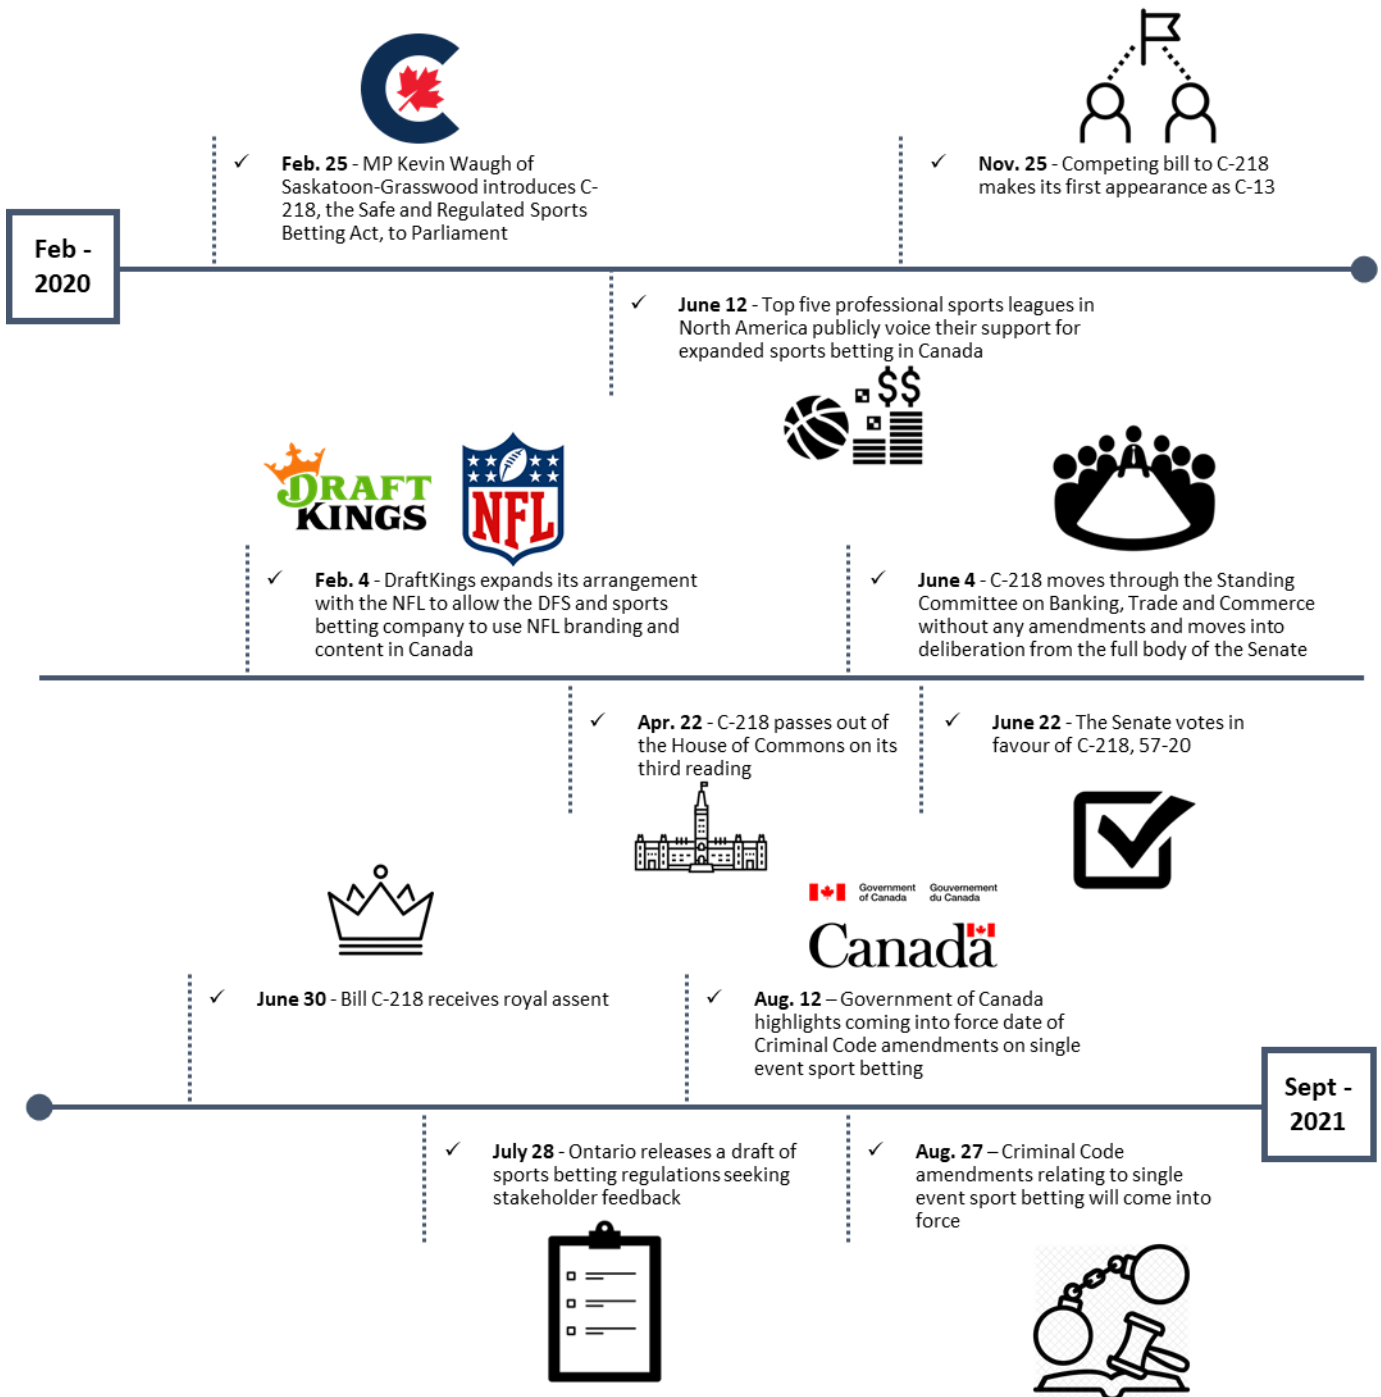 ✓ Feb. 25 - MP Kevin Waugh of
Saskatoon-Grasswood introduces C-
218, the Safe and Regulated Sports
Betting Act, to Parliament
✓ Nov. 25 - Competing bill to C-218
makes its first appearance as C-13
Feb -
2020
✓ June 12 - Top five professional sports leagues in
North America publicly voice their support for
expanded sports betting in Canada
$$
DRAFT
KINGS
NFL
✓ Feb. 4 - DraftKings expands its arrangement
with the NFL to allow the DFS and sports
betting company to use NFL branding and
content in Canada
✓ June 4 - C-218 moves through the Standing
Committee on Banking, Trade and Commerce
without any amendments and moves into
deliberation from the full body of the Senate
✓ Apr. 22 - C-218 passes out of
the House of Commons on its
third reading
✓ June 22 - The Senate votes in
favour of C-218, 57-20
Government
of Canada
Gouvernement
du Canada
Canada
✓ June 30 - Bill C-218 receives royal assent
✓ Aug. 12 – Government of Canada
highlights coming into force date of
Criminal Code amendments on single
event sport betting
Sept -
2021
✓ July 28 - Ontario releases a draft of
sports betting regulations seeking
stakeholder feedback
✓ Aug. 27 – Criminal Code
amendments relating to single
event sport betting will come into
force